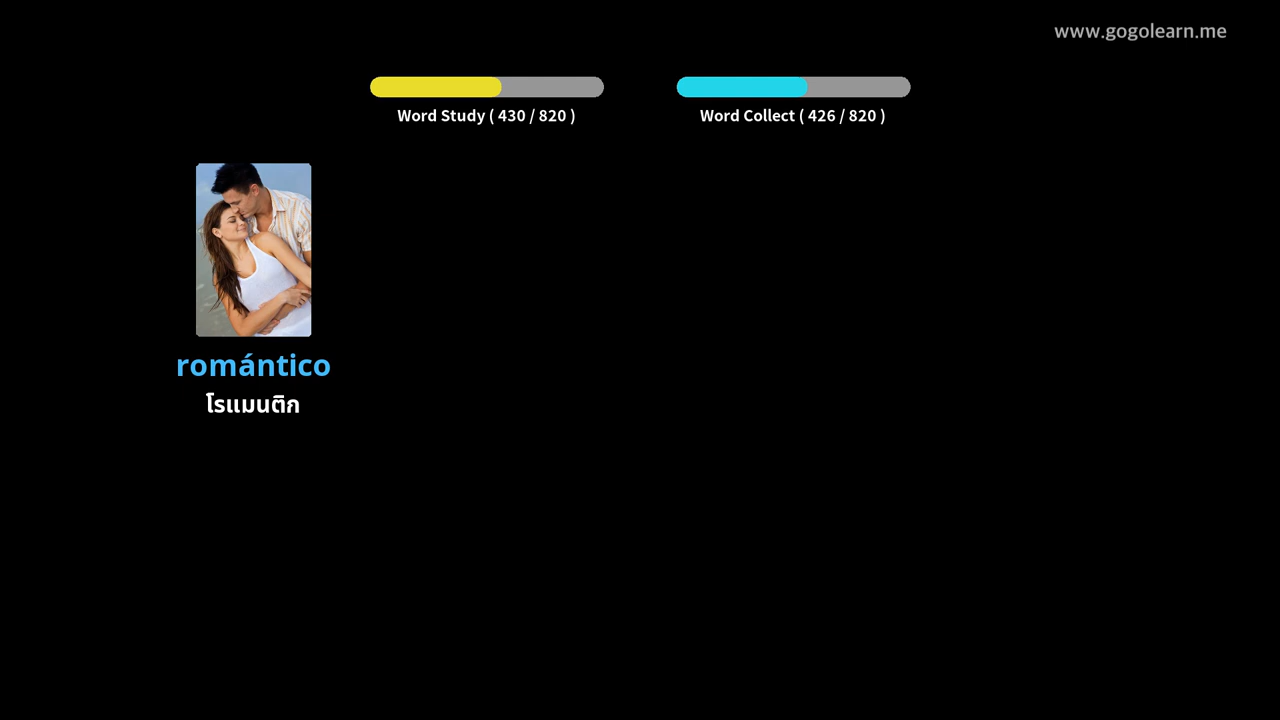 www.gogolearn.me
Word Study ( 430 / 820 )
Word Collect ( 426 / 820 )
romántico
โรแมนติก